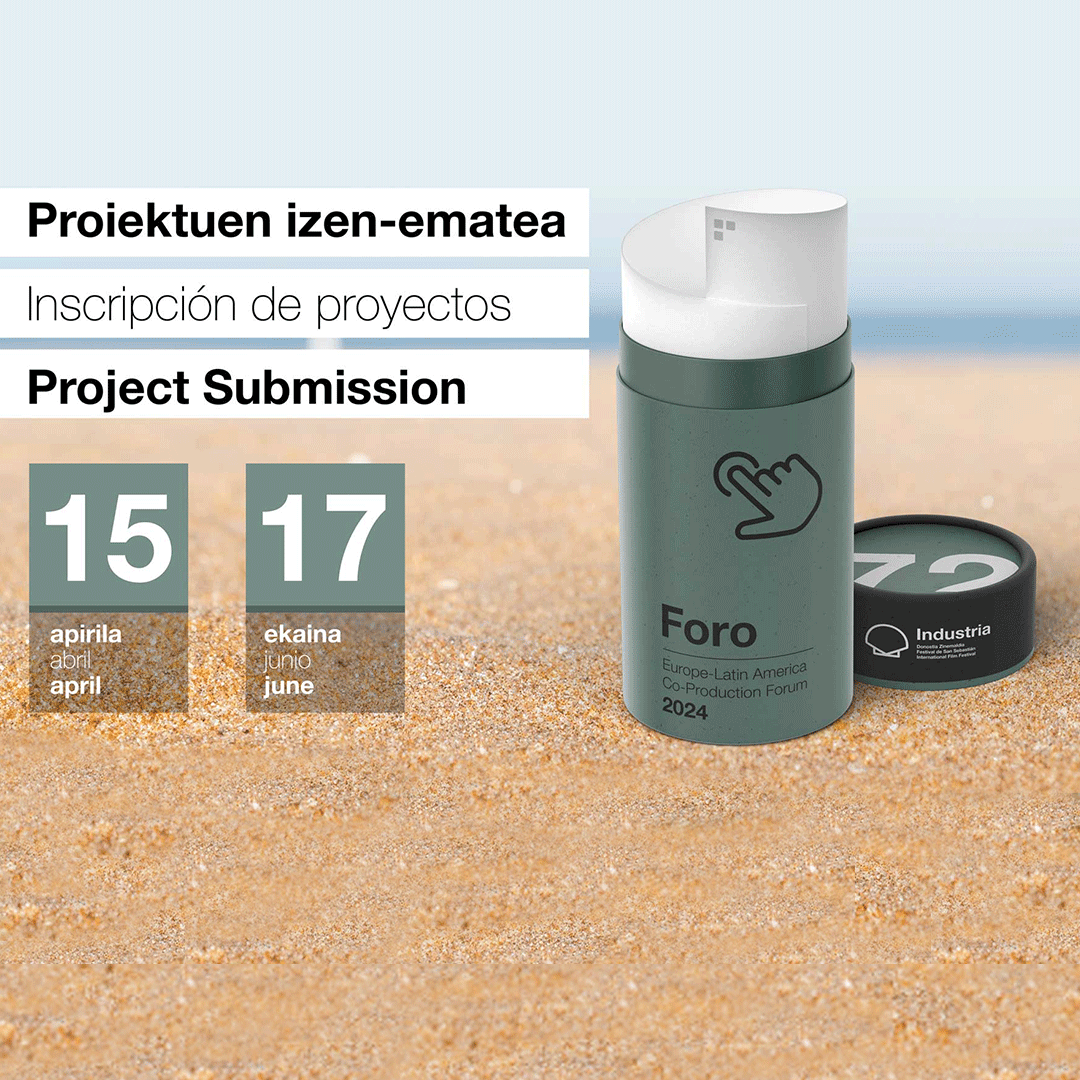 Proiektuen izen-ematea
Inscripción de proyectos
Project Submission
15
apirila
abril
april
17
ekaina
junio
june
Foro
Europe-Latin America
Co-Production Forum
2024
72
Industria
Donostia Zinemaldia
Festival de San Sebastián
International Film Festival